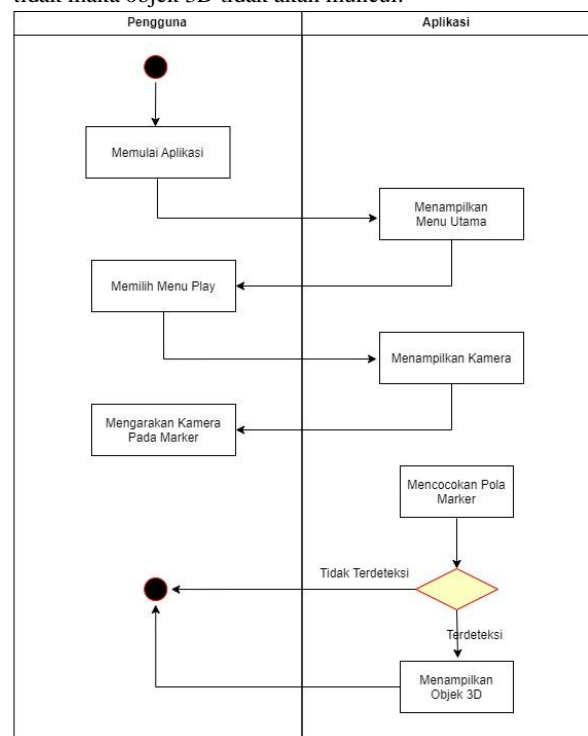 tidak maka objek 3D tidak akan muncul.
Pengguna
Aplikasi
Memulai Aplikasi
Menampilkan
Menu Utama
Memilih Menu Play
Menampilkan Kamera
Mengarakan Kamera
Pada Marker
Mencocokan Pola
Marker
Tidak Terdeteksi
Terdeteksi
Menampilkan
Objek 3D